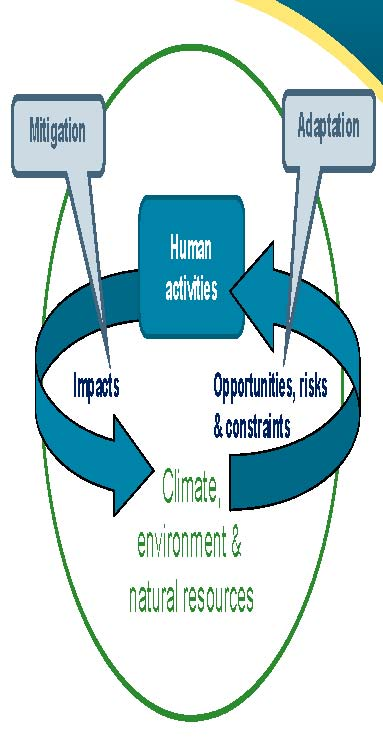 Mitigation
Adaptation
Human
activities
Impacts
Opportunities, risks
& constraints
Climate,
environment &
natural resources